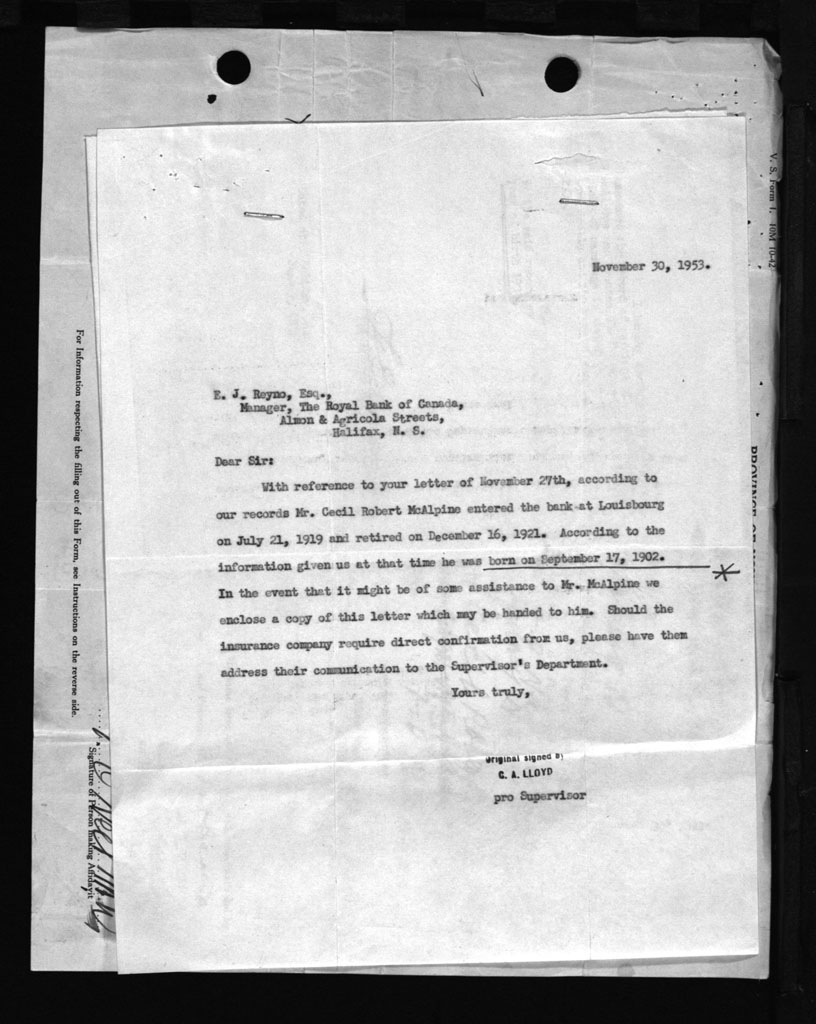 November 30, 1953.
E. J. Reyno, Esq.,
Manager, The Royal Bank of Canada,
Almon & Agricola Streets,
Halifax, N. S.
Dear Sir:
With reference to your letter of November 27th, according to
our records Mr. Cecil Robert McAlpine entered the bank at Louisbourg
on July 21, 1919 and retired on December 16, 1921. According to the
information given us at that time he was born on September 17, 1902.
In the event that it might be of some assistance to Mr. McAlpine we
enclose a copy of this letter which may be handed to him. Should the
insurance company require direct confirmation from us, please have them
address their communication to the Supervisor's Department.
Yours truly,
Original signed by
C. A. LLOYD
pro Supervisor
For Information respecting the filling out of this Form, see Instructions on the reverse side.
Signature of Person making Affidavit
V. S. Form 1. 10M 10-42
PROVINCE OF